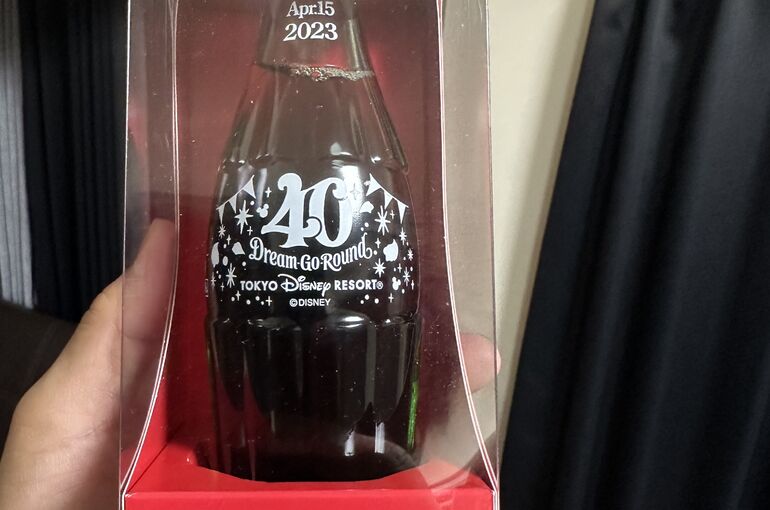 Apr.15
2023
40
Dream-Go-Round
TOKYO Disney RESORT®
©DISNEY